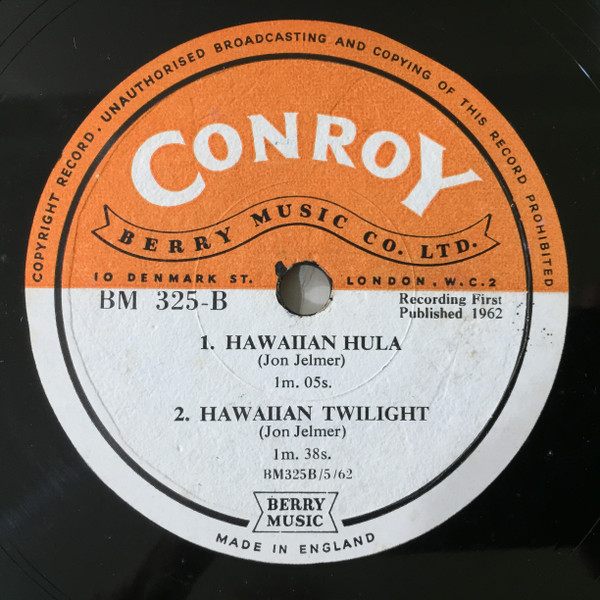 COPYRIGHT RECORD. UNAUTHORISED BROADCASTING AND COPYING OF THIS RECORD PROHIBITED
CONROY
BERRY MUSIC CO. LTD.
10 DENMARK ST. LONDON, W.C.2
BM 325-B
Recording First
Published 1962
1. HAWAIIAN HULA
(Jon Jelmer)
1m. 05s.
2. HAWAIIAN TWILIGHT
(Jon Jelmer)
1m. 38s.
BM325B/5/62
BERRY
MUSIC
MADE IN ENGLAND